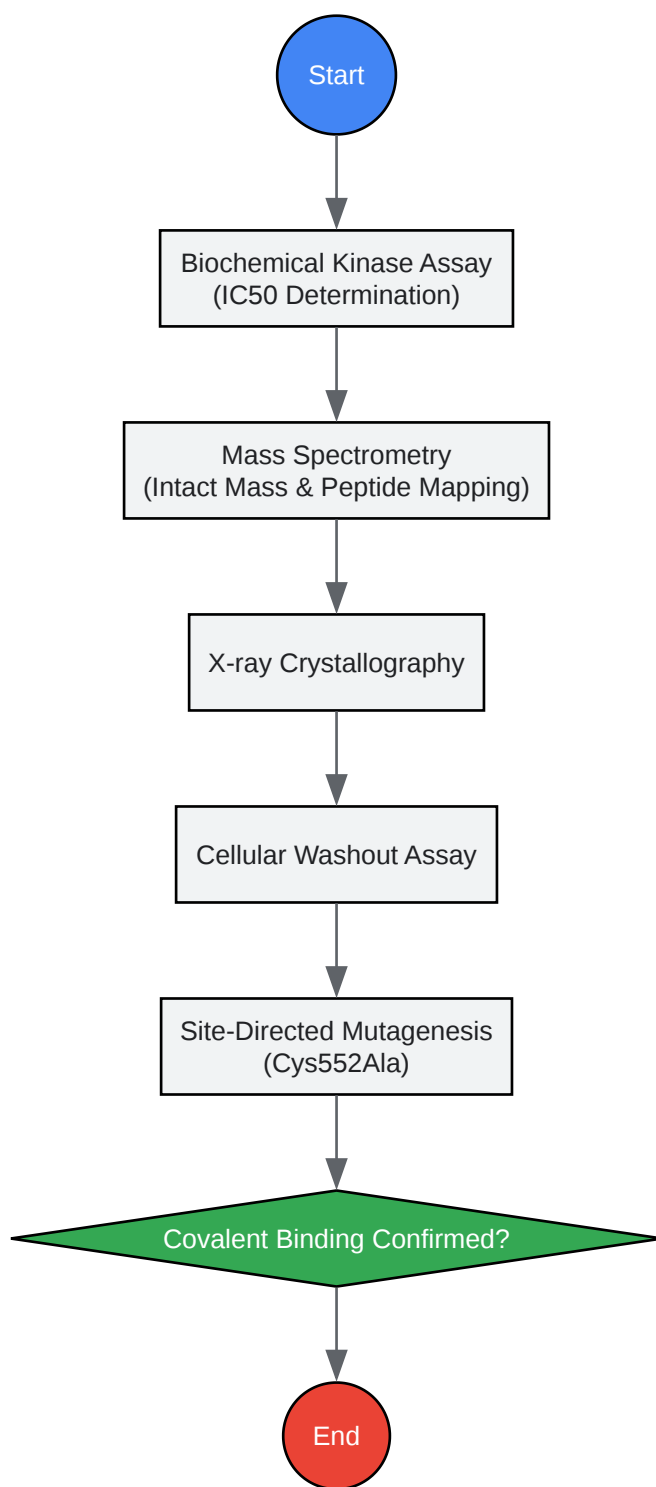 Start
Biochemical Kinase Assay
(IC50 Determination)
Mass Spectrometry
(Intact Mass & Peptide Mapping)
X-ray Crystallography
Cellular Washout Assay
Site-Directed Mutagenesis
(Cys552Ala)
Covalent Binding Confirmed?
End